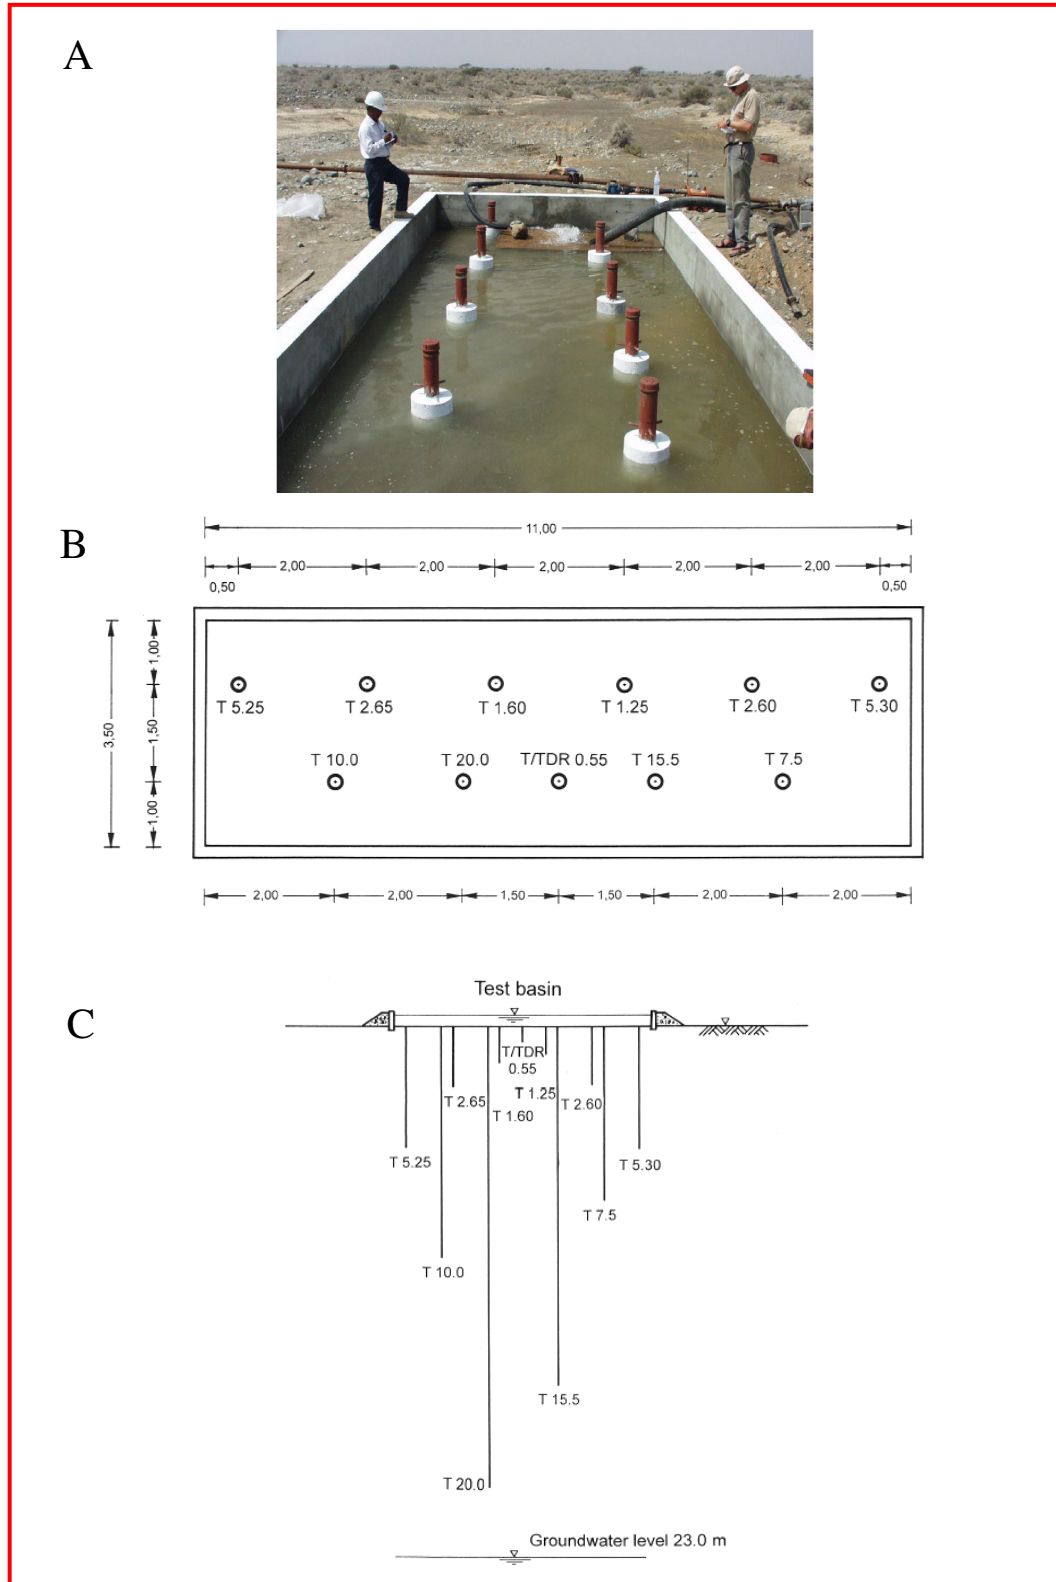 A
B
11,00
2,00 2,00 2,00 2,00 2,00
0,50 0,50
3,50
1,00
1,50
1,00
T 5.25 T 2.65 T 1.60 T 1.25 T 2.60 T 5.30
T 10.0 T 20.0 T/TDR 0.55 T 15.5 T 7.5
2,00 2,00 1,50 1,50 2,00 2,00
C
Test basin
T/TDR
0.55
T 2.65
T 1.25
T 2.60
T 1.60
T 5.25
T 5.30
T 7.5
T 10.0
T 15.5
T 20.0
Groundwater level 23.0 m